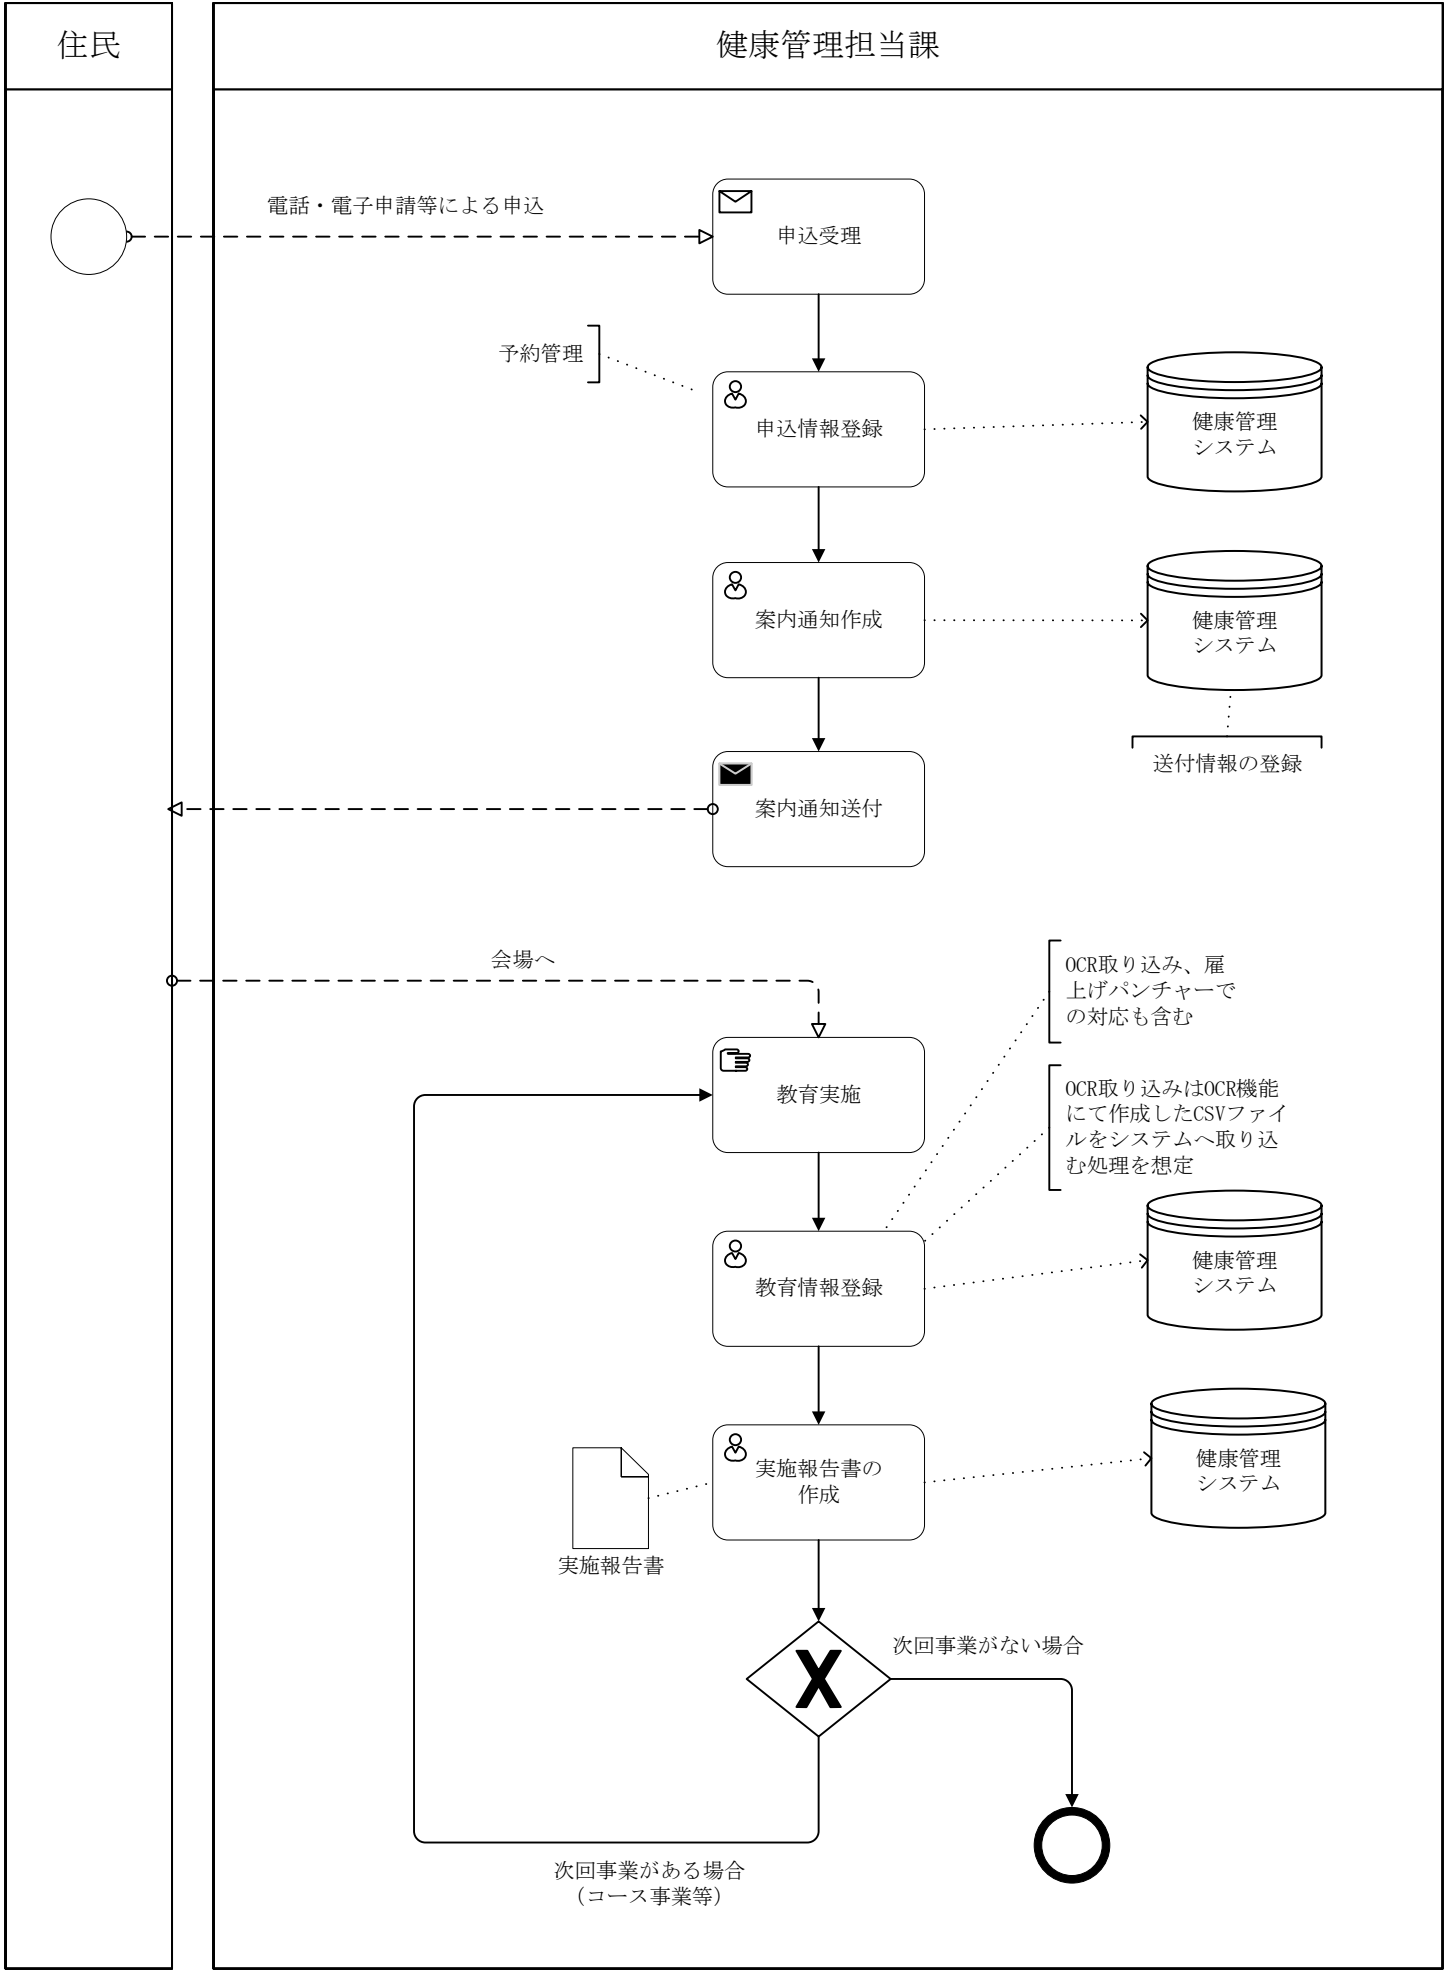 住民
健康管理担当課
電話・電子申請等による申込
申込受理
予約管理
申込情報登録
健康管理
システム
案内通知作成
健康管理
システム
送付情報の登録
案内通知送付
会場へ
OCR取り込み、雇
上げパンチャーで
の対応も含む
教育実施
OCR取り込みはOCR機能
にて作成したCSVファイ
ルをシステムへ取り込
む処理を想定
教育情報登録
健康管理
システム
実施報告書の
作成
健康管理
システム
実施報告書
次回事業がない場合
X
次回事業がある場合
（コース事業等）